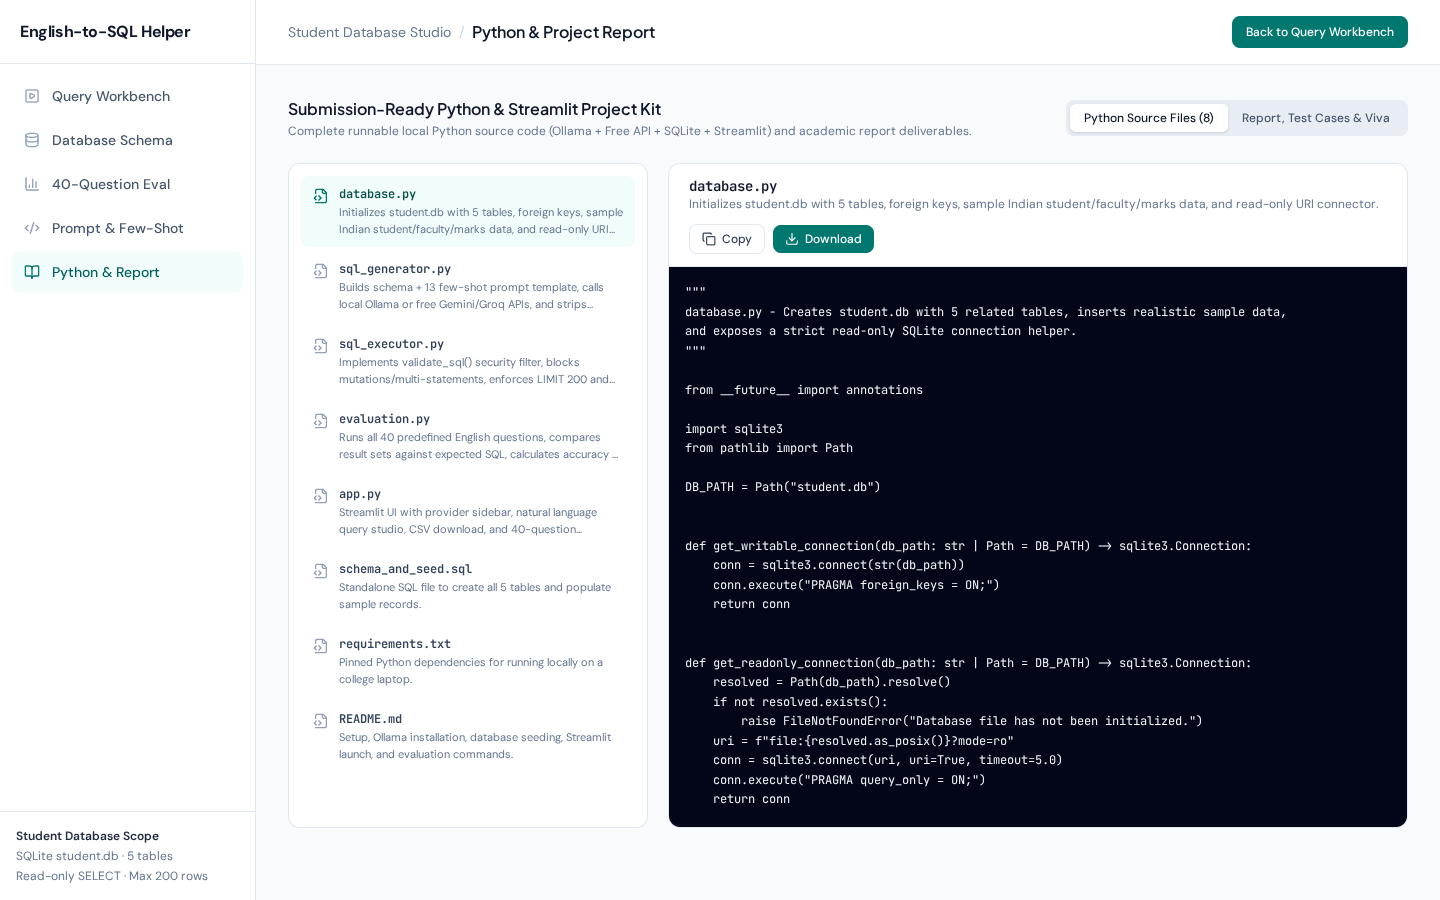 English-to-SQL Helper
Query Workbench
Database Schema
40-Question Eval
Prompt & Few-Shot
Python & Report
Student Database Scope
SQLite student.db · 5 tables
Read-only SELECT · Max 200 rows
Student Database Studio / Python & Project Report
Back to Query Workbench
Submission-Ready Python & Streamlit Project Kit
Complete runnable local Python source code (Ollama + Free API + SQLite + Streamlit) and academic report deliverables.
Python Source Files (8)
Report, Test Cases & Viva
database.py
Initializes student.db with 5 tables, foreign keys, sample
Indian student/faculty/marks data, and read-only URI...
sql_generator.py
Builds schema + 13 few-shot prompt template, calls
local Ollama or free Gemini/Groq APIs, and strips...
sql_executor.py
Implements validate_sql() security filter, blocks
mutations/multi-statements, enforces LIMIT 200 and...
evaluation.py
Runs all 40 predefined English questions, compares
result sets against expected SQL, calculates accuracy ...
app.py
Streamlit UI with provider sidebar, natural language
query studio, CSV download, and 40-question...
schema_and_seed.sql
Standalone SQL file to create all 5 tables and populate
sample records.
requirements.txt
Pinned Python dependencies for running locally on a
college laptop.
README.md
Setup, Ollama installation, database seeding, Streamlit
launch, and evaluation commands.
database.py
Initializes student.db with 5 tables, foreign keys, sample Indian student/faculty/marks data, and read-only URI connector.
Copy
Download
"""
database.py - Creates student.db with 5 related tables, inserts realistic sample data,
and exposes a strict read-only SQLite connection helper.
"""
from __future__ import annotations
import sqlite3
from pathlib import Path
DB_PATH = Path("student.db")
def get_writable_connection(db_path: str | Path = DB_PATH) -> sqlite3.Connection:
    conn = sqlite3.connect(str(db_path))
    conn.execute("PRAGMA foreign_keys = ON;")
    return conn
def get_readonly_connection(db_path: str | Path = DB_PATH) -> sqlite3.Connection:
    resolved = Path(db_path).resolve()
    if not resolved.exists():
        raise FileNotFoundError("Database file has not been initialized.")
    uri = f"file:{resolved.as_posix()}?mode=ro"
    conn = sqlite3.connect(uri, uri=True, timeout=5.0)
    conn.execute("PRAGMA query_only = ON;")
    return conn